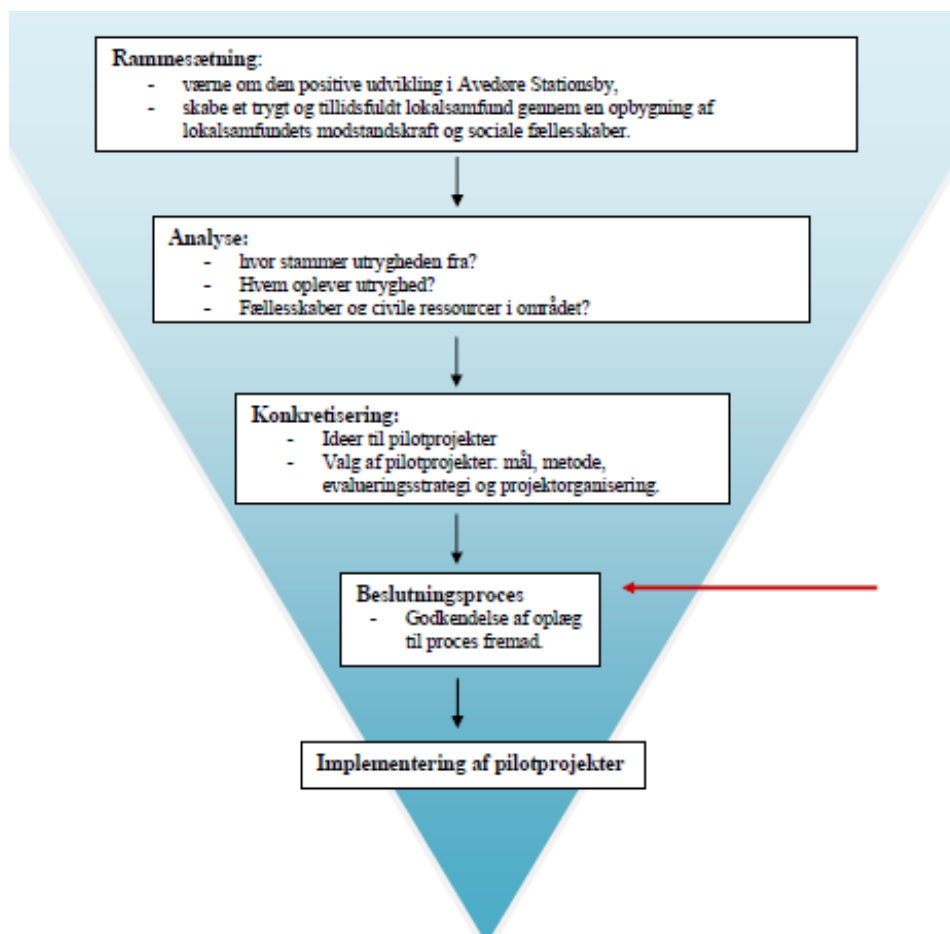 Rammesætning:
- værne om den positive udvikling i Avedøre Stationsby,
- skabe et trygt og tillidsfuldt lokalsamfund gennem en opbygning af
lokalsamfundets modstandskraft og sociale fællesskaber.
Analyse:
- hvor stammer utrygheden fra?
- Hvem oplever utryghed?
- Fællesskaber og civile ressourcer i området?
Konkretisering:
- Ideer til pilotprojekter
- Valg af pilotprojekter: mål, metode,
evalueringsstrategi og projektorganisering.
Beslutningsproces
- Godkendelse af oplæg
til proces fremad.
Implementering af pilotprojekter